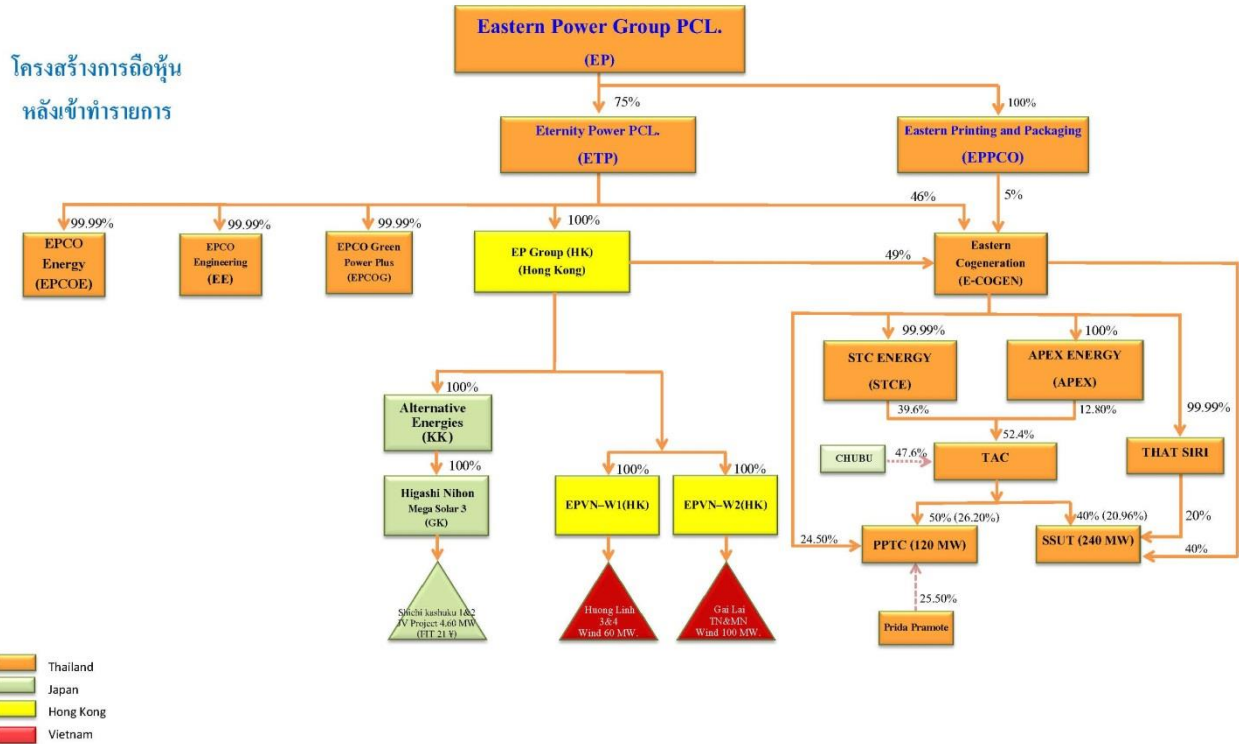 Eastern Power Group PCL.
(EP)
โครงสร้างการถือหุ้น
หลังเข้าทำรายการ
75%
100%
Eternity Power PCL.
(ETP)
Eastern Printing and Packaging
(EPPCO)
46%
5%
99.99%
99.99%
99.99%
100%
EPCO
Energy
(EPCOE)
EPCO
Engineering
(EE)
EPCO Green
Power Plus
(EPCOG)
EP Group (HK)
(Hong Kong)
49%
Eastern
Cogeneration
(E-COGEN)
99.99%
100%
STC ENERGY
(STCE)
APEX ENERGY
(APEX)
100%
39.6%
12.80%
99.99%
Alternative
Energies
(KK)
52.4%
CHUBU
47.6%
TAC
THAT SIRI
100%
100%
100%
Higashi Nihon
Mega Solar 3
(GK)
EPVN–W1(HK)
EPVN–W2(HK)
50% (26.20%)
40% (20.96%)
20%
24.50%
PPTC (120 MW)
SSUT (240 MW)
40%
Shichi kashuku 1&2
JV Project 4.60 MW
(FIT 21 ¥)
Huong Linh
3&4
Wind 60 MW.
Gai Lai
TN&MN
Wind 100 MW.
25.50%
Prida Pramote
Thailand
Japan
Hong Kong
Vietnam